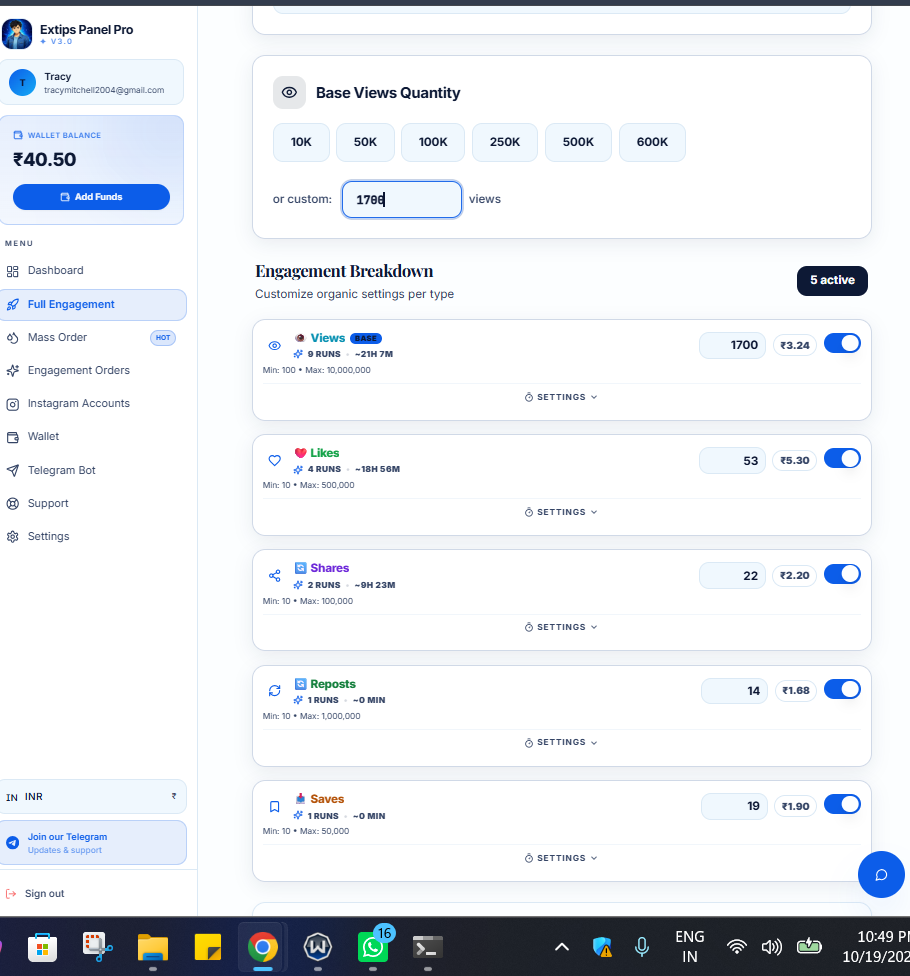 Extips Panel Pro
+ V3.0
T
Tracy
tracymitchell2004@gmail.com
WALLET BALANCE
₹40.50
Add Funds
MENU
Dashboard
Full Engagement
Mass Order
HOT
Engagement Orders
Instagram Accounts
Wallet
Telegram Bot
Support
Settings
IN INR ₹
Join our Telegram
Updates & support
Sign out
Base Views Quantity
10K 50K 100K 250K 500K 600K
or custom: 1700 views
Engagement Breakdown
Customize organic settings per type
5 active
Views BASE
9 RUNS · ~21H 7M
Min: 100 • Max: 10,000,000
1700 ₹3.24
SETTINGS
Likes
4 RUNS · ~18H 56M
Min: 10 • Max: 500,000
53 ₹5.30
SETTINGS
Shares
2 RUNS · ~9H 23M
Min: 10 • Max: 100,000
22 ₹2.20
SETTINGS
Reposts
1 RUNS · ~0 MIN
Min: 10 • Max: 1,000,000
14 ₹1.68
SETTINGS
Saves
1 RUNS · ~0 MIN
Min: 10 • Max: 50,000
19 ₹1.90
SETTINGS
16
ENG
IN
10:49
10/19/202